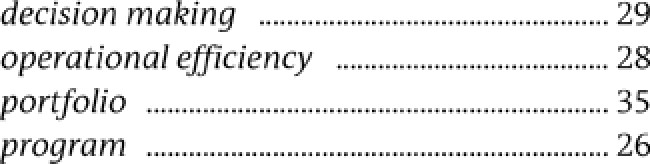 decision making ................................................ 29
operational efficiency ..................................... 28
portfolio ................................................................ 35
program ................................................................ 26